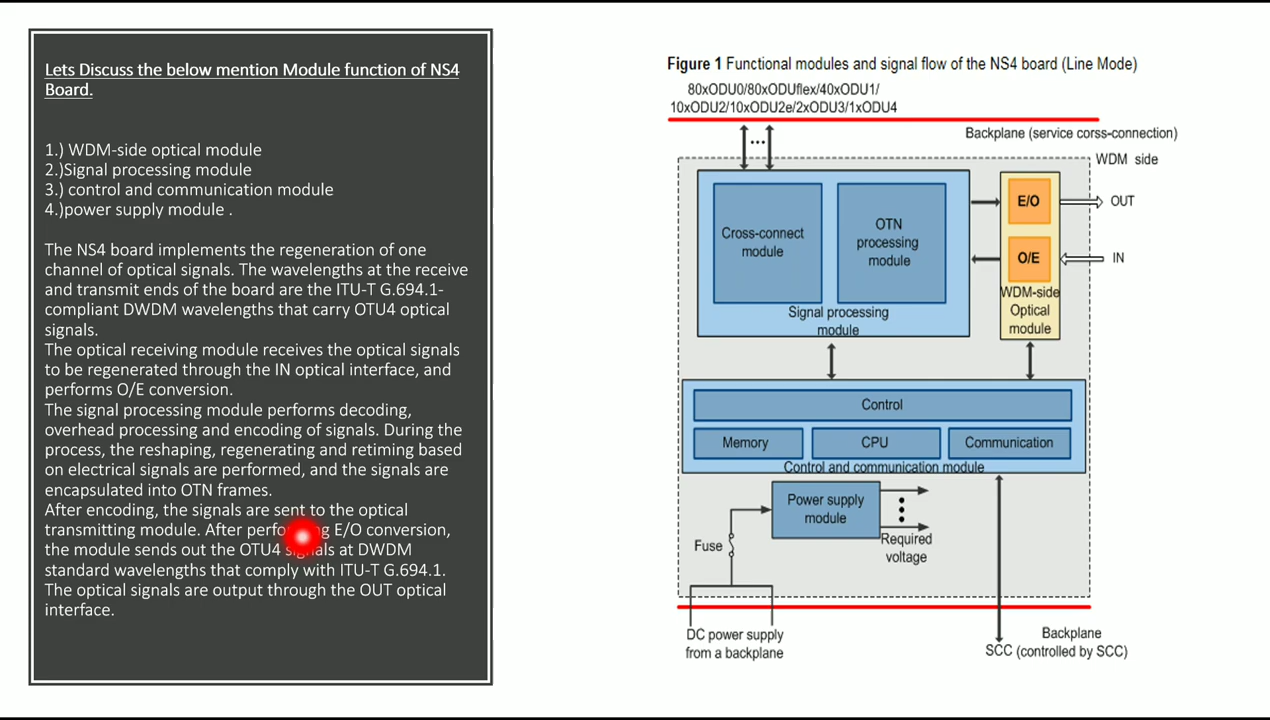 Lets Discuss the below mention Module function of NS4
Board.
1.) WDM-side optical module
2.)Signal processing module
3.) control and communication module
4.)power supply module .
The NS4 board implements the regeneration of one
channel of optical signals. The wavelengths at the receive
and transmit ends of the board are the ITU-T G.694.1-
compliant DWDM wavelengths that carry OTU4 optical
signals.
The optical receiving module receives the optical signals
to be regenerated through the IN optical interface, and
performs O/E conversion.
The signal processing module performs decoding,
overhead processing and encoding of signals. During the
process, the reshaping, regenerating and retiming based
on electrical signals are performed, and the signals are
encapsulated into OTN frames.
After encoding, the signals are sent to the optical
transmitting module. After performing E/O conversion,
the module sends out the OTU4 signals at DWDM
standard wavelengths that comply with ITU-T G.694.1.
The optical signals are output through the OUT optical
interface.
Figure 1 Functional modules and signal flow of the NS4 board (Line Mode)
80xODU0/80xODUflex/40xODU1/
10xODU2/10xODU2e/2xODU3/1xODU4
Backplane (service corss-connection)
WDM side
E/O
OUT
Cross-connect
module
OTN
processing
module
O/E
IN
WDM-side
Optical
module
Signal processing
module
Control
Memory
CPU
Communication
Control and communication module
Power supply
module
Fuse
Required
voltage
DC power supply
from a backplane
Backplane
SCC (controlled by SCC)